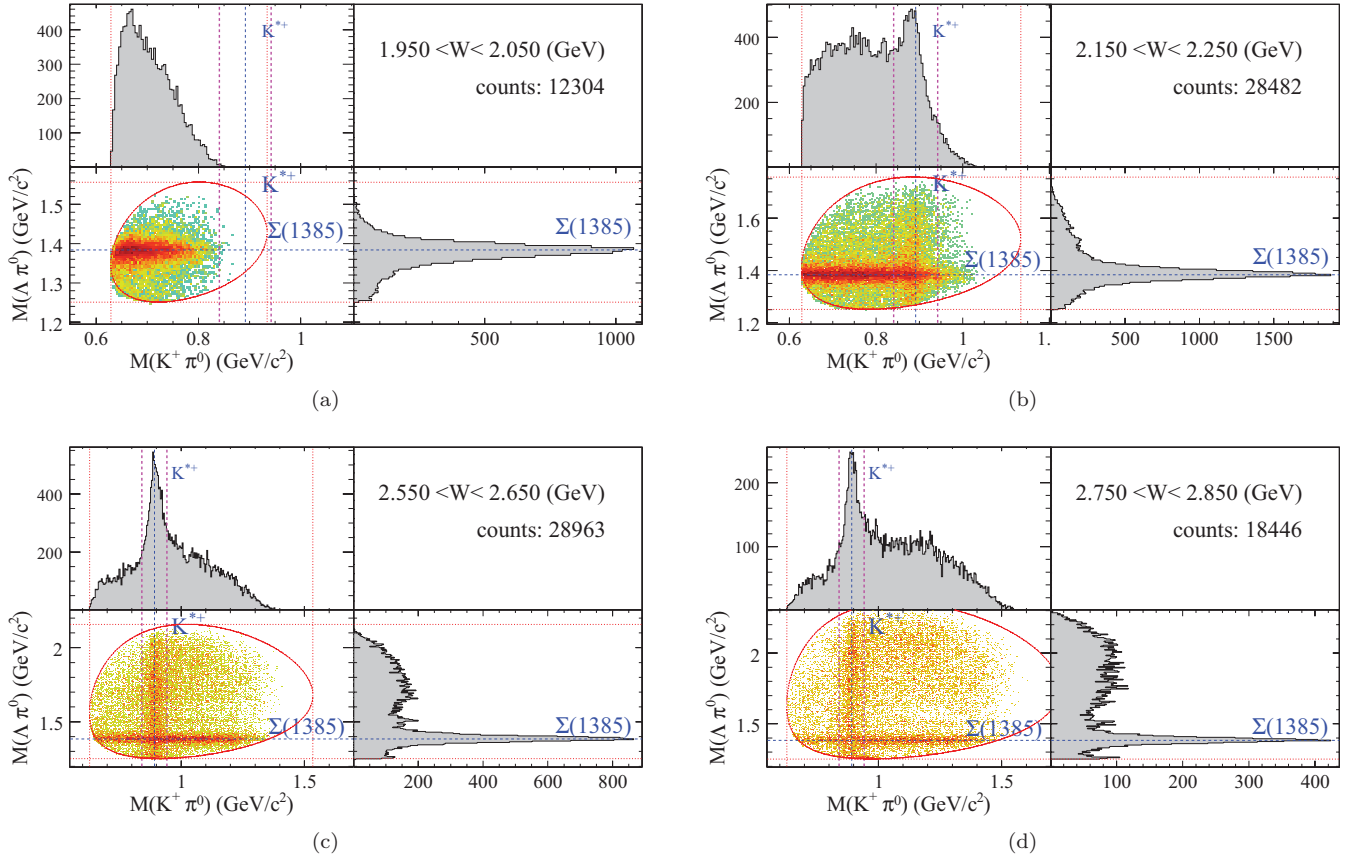 400
300
200
100
K*+
1.950 <W< 2.050 (GeV)
counts: 12304
M(Λ π⁰) (GeV/c²)
1.5
1.4
1.3
1.2
K*+
Σ(1385)
Σ(1385)
0.6 0.8 1
500 1000
M(K⁺ π⁰) (GeV/c²)
(a)
400
200
K*+
2.150 <W< 2.250 (GeV)
counts: 28482
M(Λ π⁰) (GeV/c²)
1.6
1.4
1.2
K*+
Σ(1385)
Σ(1385)
0.6 0.8 1 1.
500 1000 1500
M(K⁺ π⁰) (GeV/c²)
(b)
400
200
0
K*+
2.550 <W< 2.650 (GeV)
counts: 28963
M(Λ π⁰) (GeV/c²)
2
1.5
K*+
Σ(1385)
Σ(1385)
1 1.5
200 400 600 800
M(K⁺ π⁰) (GeV/c²)
(c)
200
100
K*+
2.750 <W< 2.850 (GeV)
counts: 18446
M(Λ π⁰) (GeV/c²)
2
1.5
K*+
Σ(1385)
Σ(1385)
1 1.5
100 200 300 400
M(K⁺ π⁰) (GeV/c²)
(d)